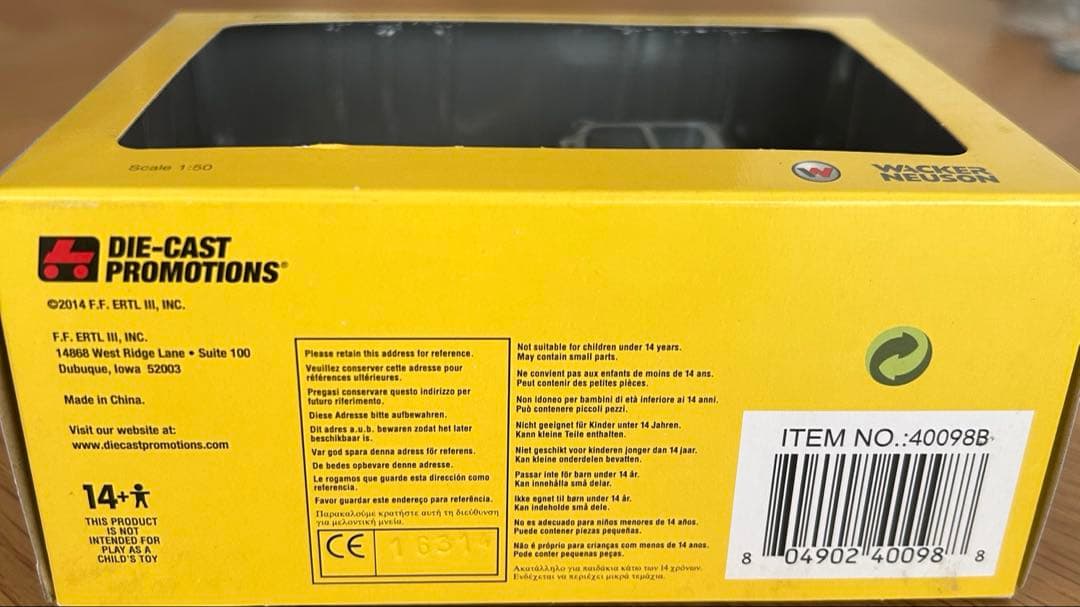 Scale 1:50
W
WACKER
NEUSON
DIE-CAST
PROMOTIONS®
©2014 F.F. ERTL III, INC.
F.F. ERTL III, INC.
14868 West Ridge Lane • Suite 100
Dubuque, Iowa 52003
Made in China.
Visit our website at:
www.diecastpromotions.com
14+
THIS PRODUCT
IS NOT
INTENDED FOR
PLAY AS A
CHILD'S TOY
Please retain this address for reference.
Veuillez conserver cette adresse pour
références ultérieures.
Pregasi conservare questo indirizzo per
futuro riferimento.
Diese Adresse bitte aufbewahren.
Dit adres a.u.b. bewaren zodat het later
beschikbaar is.
Var god spara denna adress för referens.
De bedes opbevare denne adresse.
Le rogamos que guarde esta dirección como
referencia.
Favor guardar este endereço para referência.
Παρακαλούμε κρατήστε αυτή τη διεύθυνση
για μελοντική μνεία.
CE
Not suitable for children under 14 years.
May contain small parts.
Ne convient pas aux enfants de moins de 14 ans.
Peut contenir des petites pièces.
Non idoneo per bambini di età inferiore ai 14 anni.
Può contenere piccoli pezzi.
Nicht geeignet für Kinder unter 14 Jahren.
Kann kleine Teile enthalten.
Niet geschikt voor kinderen jonger dan 14 jaar.
Kan kleine onderdelen bevatten.
Passar inte för barn under 14 år.
Kan innehålla små delar.
Ikke egnet til barn under 14 år.
Kan indeholde små dele.
No es adecuado para niños menores de 14 años.
Puede contener piezas pequeñas.
Não é próprio para crianças com menos de 14 anos.
Pode conter pequenas peças.
Ακατάλληλο για παιδάκια κάτω των 14 χρόνων.
Ενδέχεται να περιέχει μικρά τεμάχια.
ITEM NO.:40098B
8 04902 40098 8